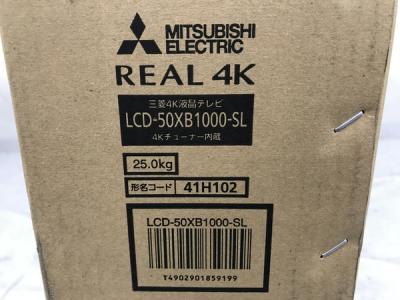 MITSUBISHI
ELECTRIC
REAL 4K
三菱4K液晶テレビ
LCD-50XB1000-SL
4Kチューナー内蔵
25.0kg
形名コード 41H102
LCD-50XB1000-SL
T4902901859199